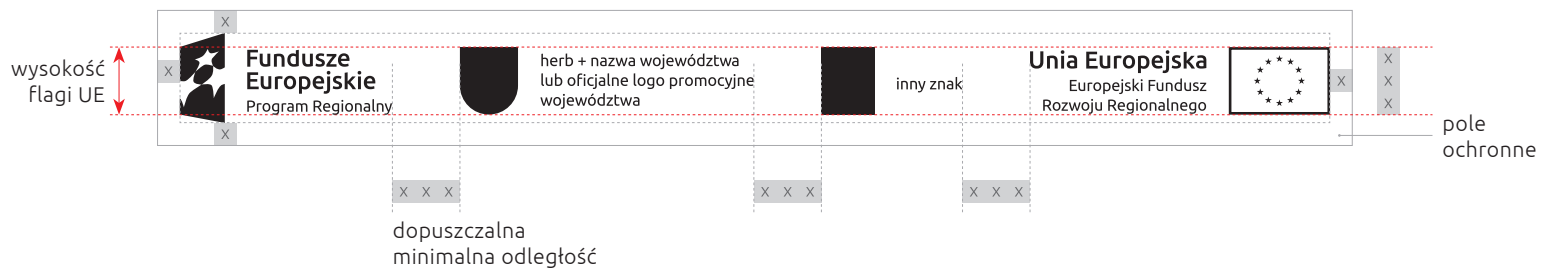 X
wysokość
flagi UE
X
Fundusze
Europejskie
Program Regionalny
herb + nazwa województwa
lub oficjalne logo promocyjne
województwa
inny znak
Unia Europejska
Europejski Fundusz
Rozwoju Regionalnego
X
X
X
X
X
pole
ochronne
X X X
X X X
X X X
dopuszczalna
minimalna odległość